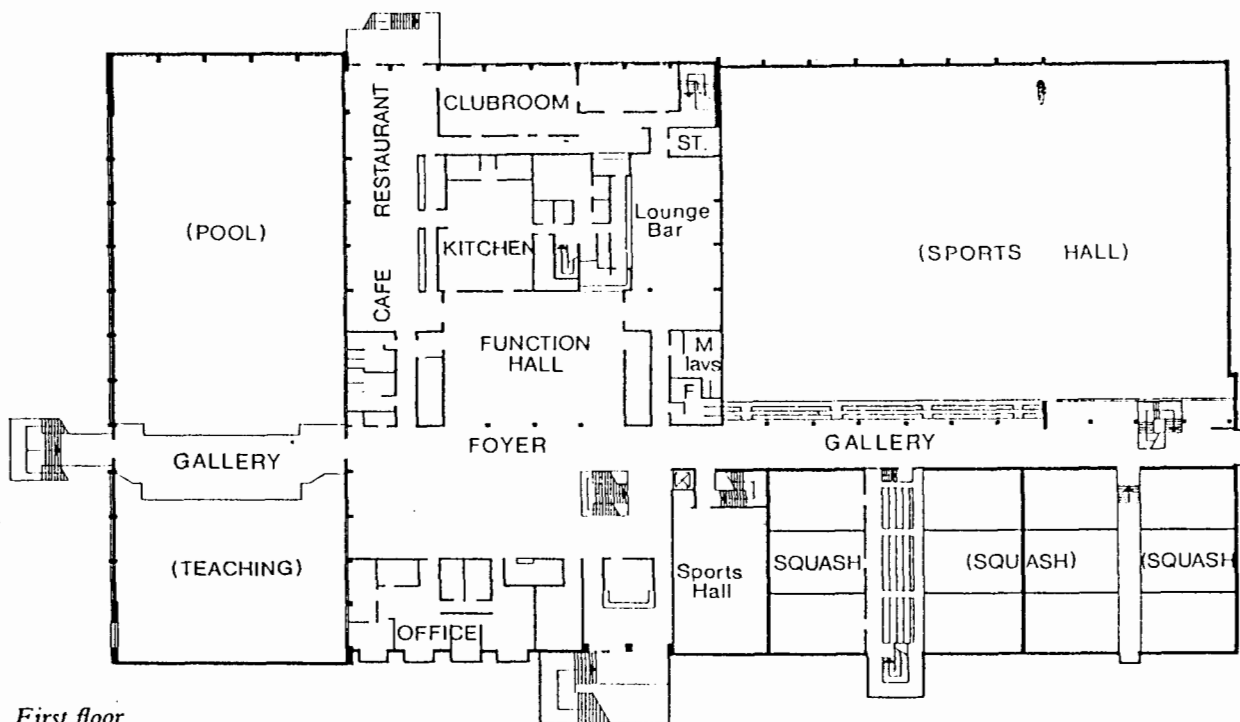 CLUBROOM
ST.
CAFE RESTAURANT
(POOL)
Lounge
Bar
KITCHEN
(SPORTS HALL)
FUNCTION
HALL
M
lavs
F
FOYER
GALLERY
GALLERY
(TEACHING)
Sports
Hall
SQUASH
(SQUASH)
(SQUASH
OFFICE
First floor